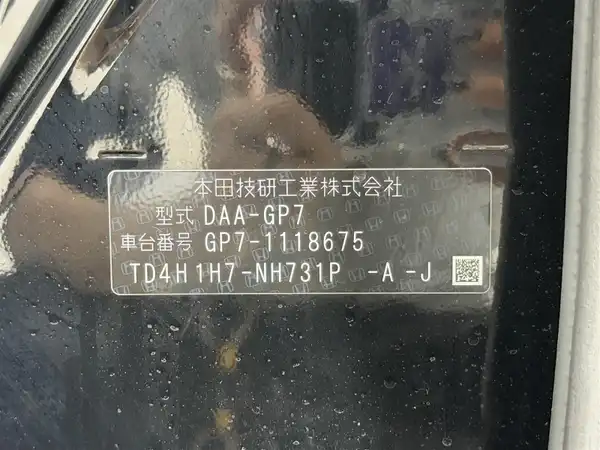 本田技研工業株式会社
型式 DAA-GP7
車台番号 GP7-1118675
TD4H1H7-NH731P -A -J